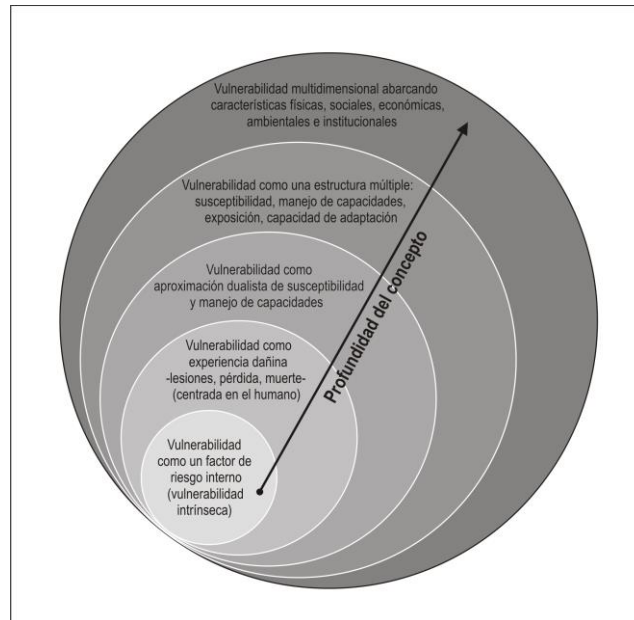 Vulnerabilidad multidimensional abarcando
características físicas, sociales, económicas,
ambientales e institucionales
Vulnerabilidad como una estructura múltiple:
susceptibilidad, manejo de capacidades,
exposición, capacidad de adaptación
Vulnerabilidad como
aproximación dualista de susceptibilidad
y manejo de capacidades
Vulnerabilidad como
experiencia dañina
-lesiones, pérdida, muerte-
(centrada en el humano)
Vulnerabilidad
como un factor de
riesgo interno
(vulnerabilidad
intrínseca)
Profundidad del concepto